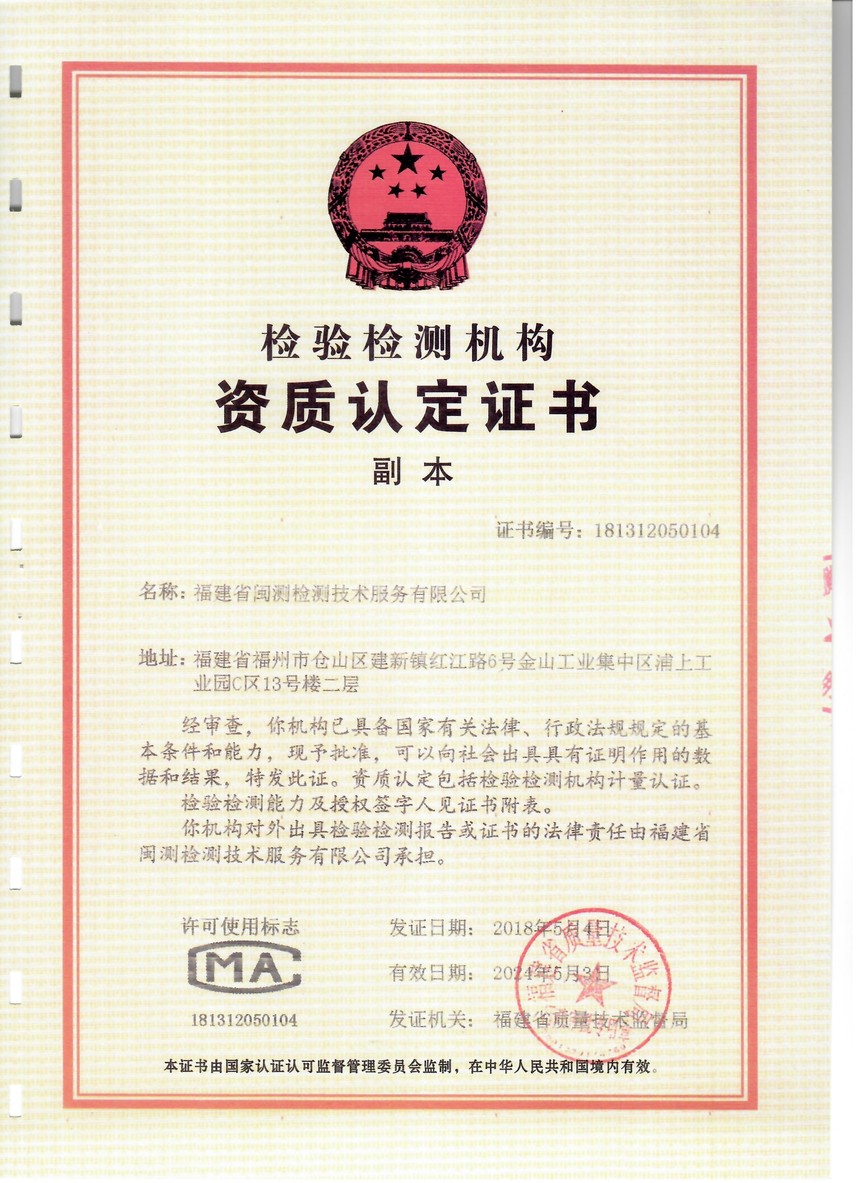 检验检测机构
资质认定证书
副本
证书编号：181312050104
名称：福建省闽测检测技术服务有限公司
地址：福建省福州市仓山区建新镇红江路6号金山工业集中区浦上工
业园C区13号楼二层
经审查，你机构已具备国家有关法律、行政法规规定的基
本条件和能力，现予批准，可以向社会出具具有证明作用的数
据和结果，特发此证。资质认定包括检验检测机构计量认证。
检验检测能力及授权签字人见证书附表。
你机构对外出具检验检测报告或证书的法律责任由福建省
闽测检测技术服务有限公司承担。
许可使用标志
MA
181312050104
发证日期：2018年5月4日
有效日期：2024年5月3日
发证机关：福建省质量技术监督局
福建省质量技术监督局
本证书由国家认证认可监督管理委员会监制，在中华人民共和国境内有效。